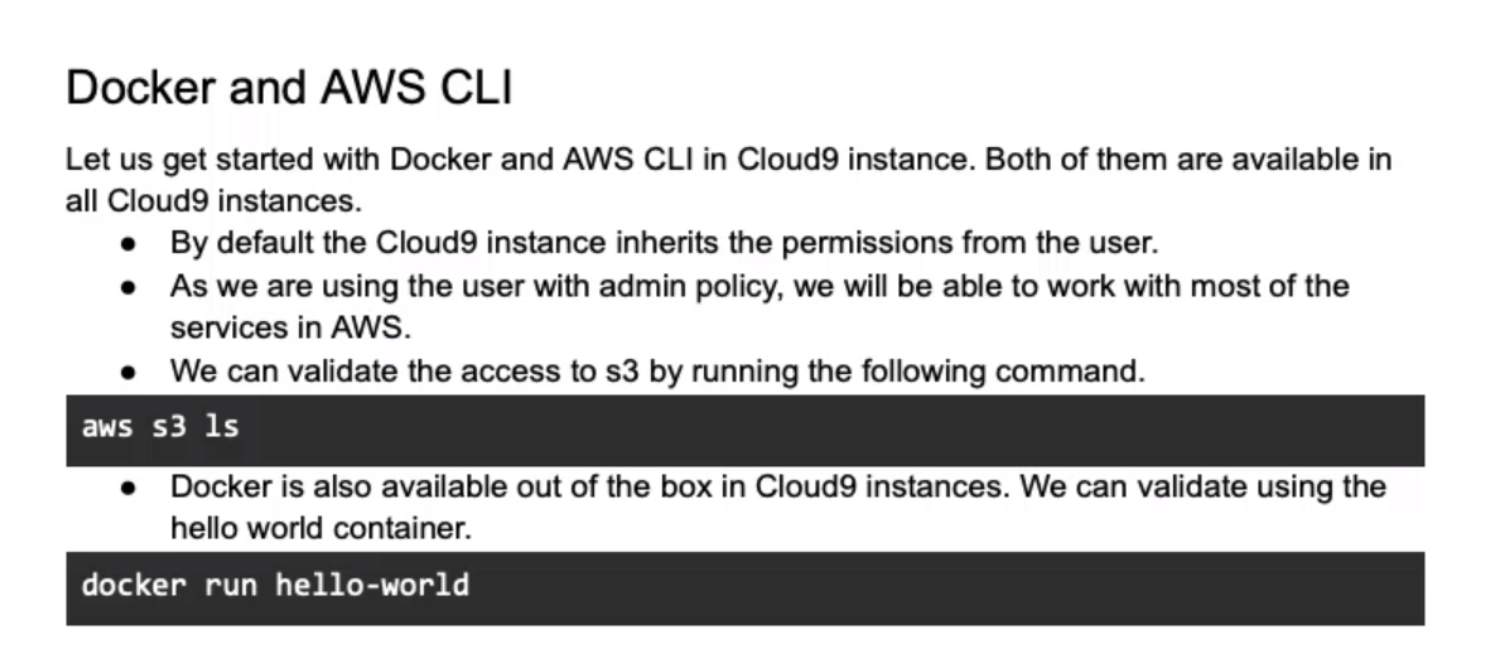 Docker and AWS CLI
Let us get started with Docker and AWS CLI in Cloud9 instance. Both of them are available in
all Cloud9 instances.
● By default the Cloud9 instance inherits the permissions from the user.
● As we are using the user with admin policy, we will be able to work with most of the
services in AWS.
● We can validate the access to s3 by running the following command.
aws s3 ls
● Docker is also available out of the box in Cloud9 instances. We can validate using the
hello world container.
docker run hello-world